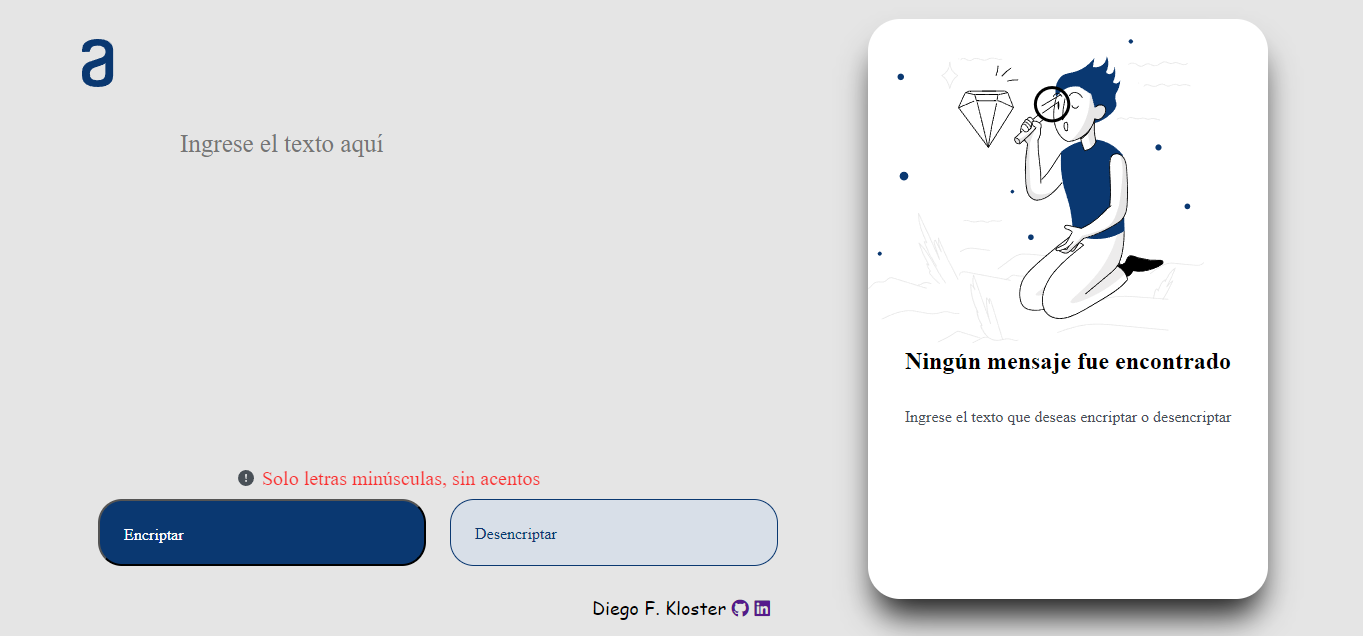 a
Ingrese el texto aquí
Solo letras minúsculas, sin acentos
Encriptar
Desencriptar
Diego F. Kloster
Ningún mensaje fue encontrado
Ingrese el texto que deseas encriptar o desencriptar